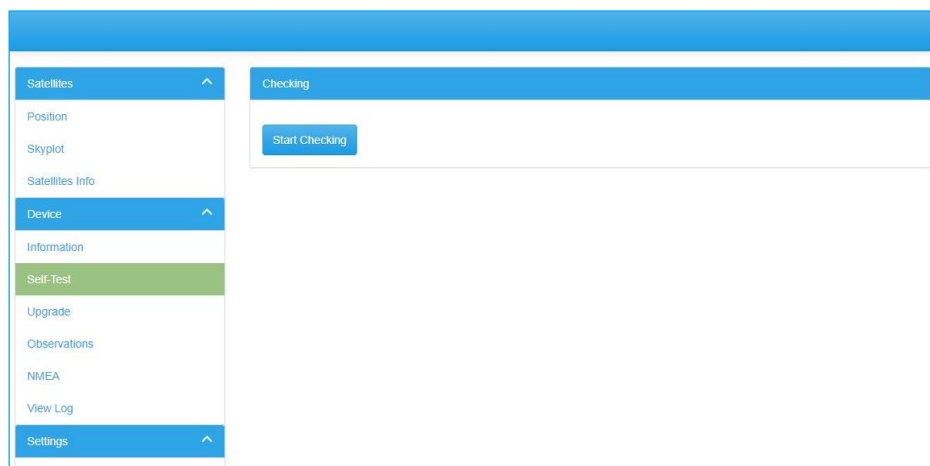 Satellites
Position
Skyplot
Satellites Info
Device
Information
Self-Test
Upgrade
Observations
NMEA
View Log
Settings
Checking
Start Checking